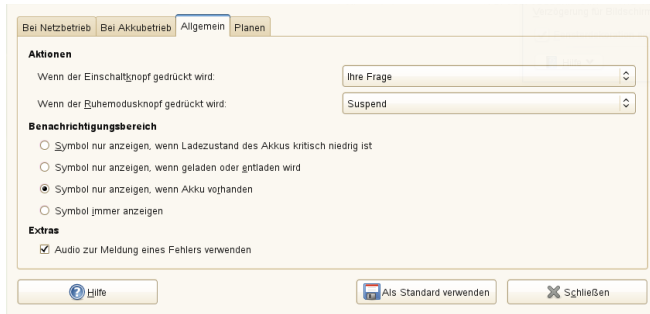 Bei Netzbetrieb Bei Akkubetrieb Allgemein Planen
Aktionen
Wenn der Einschaltknopf gedrückt wird: Ihre Frage
Wenn der Ruhemodusknopf gedrückt wird: Suspend
Benachrichtigungsbereich
Symbol nur anzeigen, wenn Ladezustand des Akkus kritisch niedrig ist
Symbol nur anzeigen, wenn geladen oder entladen wird
Symbol nur anzeigen, wenn Akku vorhanden
Symbol immer anzeigen
Extras
Audio zur Meldung eines Fehlers verwenden
Hilfe Als Standard verwenden Schließen